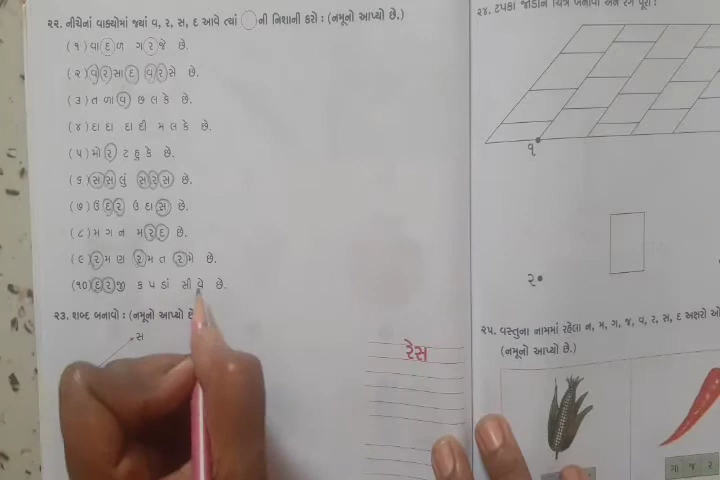 ૨૨. નીચેનાં વાક્યોમાં જ્યાં વ, ર, સ, દ આવે ત્યાં ની નિશાની કરો : (નમૂનો આપ્યો છે.)
(૧) વાદળ ગરજે છે.
(૨) વરસાદ વરસે છે.
(૩) તળાવ છલકે છે.
(૪) દાદા દાદી મલકે છે.
(૫) મોર ટહુકે છે.
(૬) સસલું સરસ છે.
(૭) ઉંદર ઉદાસ છે.
(૮) મગન મરદ છે.
(૯) રમણ રમત રમે છે.
(૧૦) દરજી કપડાં સીવે છે.
૨૩. શબ્દ બનાવો : (નમૂનો આપ્યો છે
સ
રેસ
૨૪. ટપકાં જોડીને ચિત્ર બનાવો અને રંગ પૂરો :
૧
૨
૨૫. વસ્તુના નામમાં રહેલા ન, મ, ગ, જ, વ, ર, સ, દ અક્ષરો
(નમૂનો આપ્યો છે.)
ગા જ ર